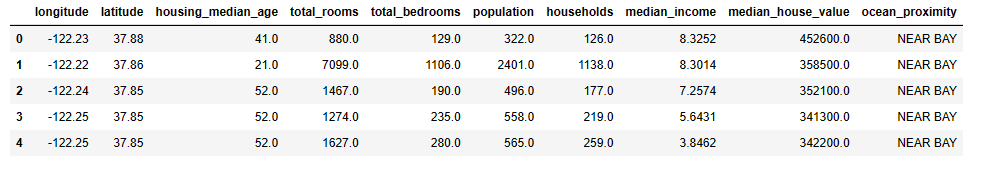 longitude latitude housing_median_age total_rooms total_bedrooms population households median_income median_house_value ocean_proximity
0 -122.23 37.88 41.0 880.0 129.0 322.0 126.0 8.3252 452600.0 NEAR BAY
1 -122.22 37.86 21.0 7099.0 1106.0 2401.0 1138.0 8.3014 358500.0 NEAR BAY
2 -122.24 37.85 52.0 1467.0 190.0 496.0 177.0 7.2574 352100.0 NEAR BAY
3 -122.25 37.85 52.0 1274.0 235.0 558.0 219.0 5.6431 341300.0 NEAR BAY
4 -122.25 37.85 52.0 1627.0 280.0 565.0 259.0 3.8462 342200.0 NEAR BAY